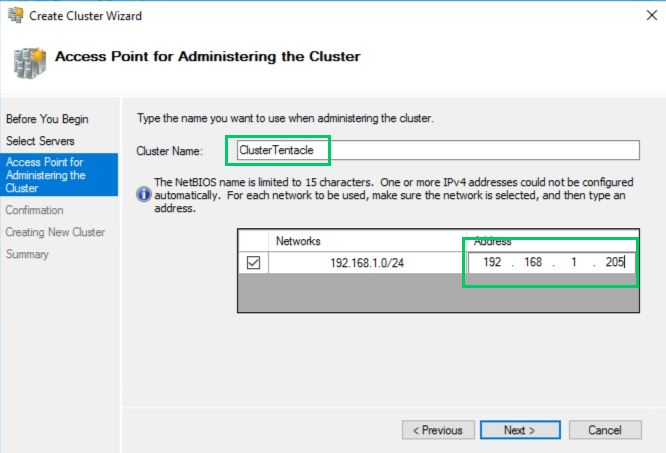 Create Cluster Wizard
Access Point for Administering the Cluster
Before You Begin
Select Servers
Access Point for
Administering the
Cluster
Confirmation
Creating New Cluster
Summary
Type the name you want to use when administering the cluster.
Cluster Name:
ClusterTentacle
The NetBIOS name is limited to 15 characters. One or more IPv4 addresses could not be configured
automatically. For each network to be used, make sure the network is selected, and then type an
address.
Networks Address
192.168.1.0/24 192 . 168 . 1 . 205
< Previous Next > Cancel